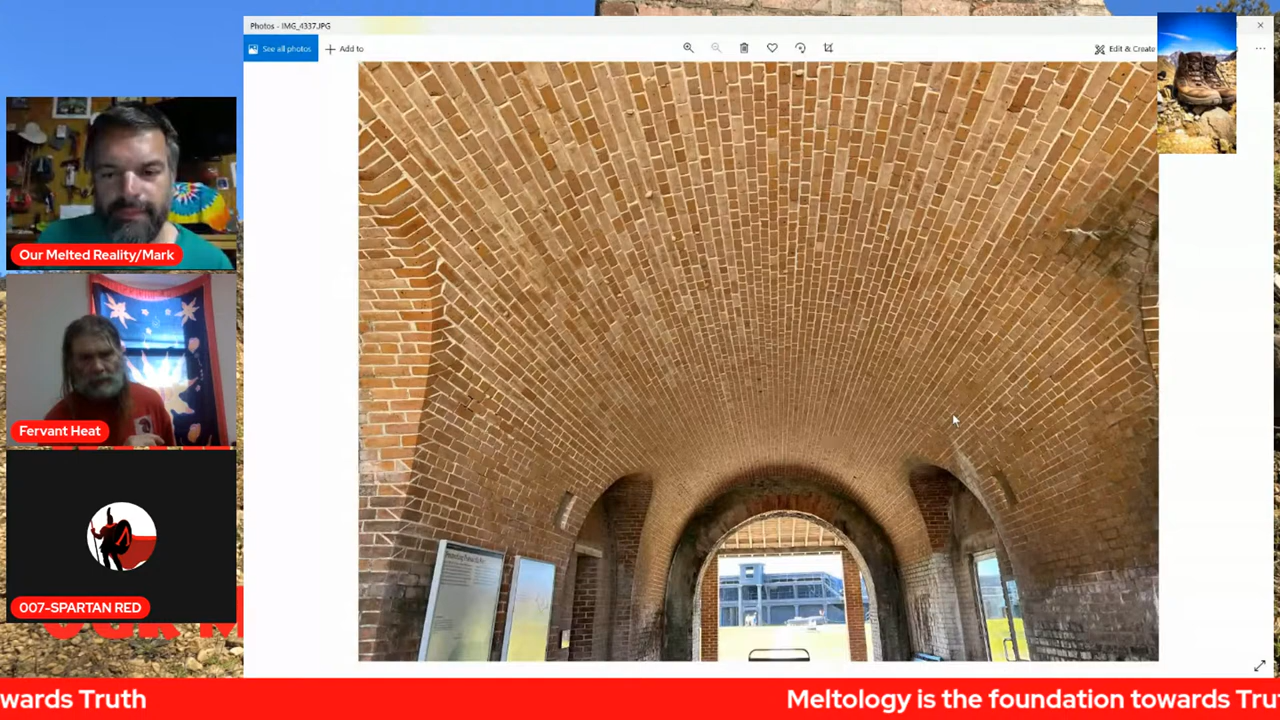 Photos - IMG_4337.JPG
See all photos
Add to
Edit & Create
Our Melted Reality/Mark
Fervant Heat
007-SPARTAN RED
wards Truth
Meltology is the foundation towards Tru